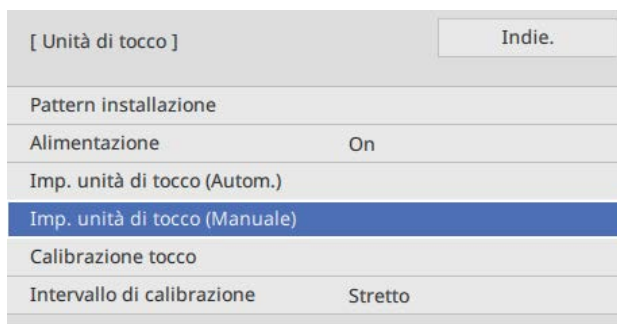 [ Unità di tocco ]
Indie.
Pattern installazione
Alimentazione On
Imp. unità di tocco (Autom.)
Imp. unità di tocco (Manuale)
Calibrazione tocco
Intervallo di calibrazione Stretto